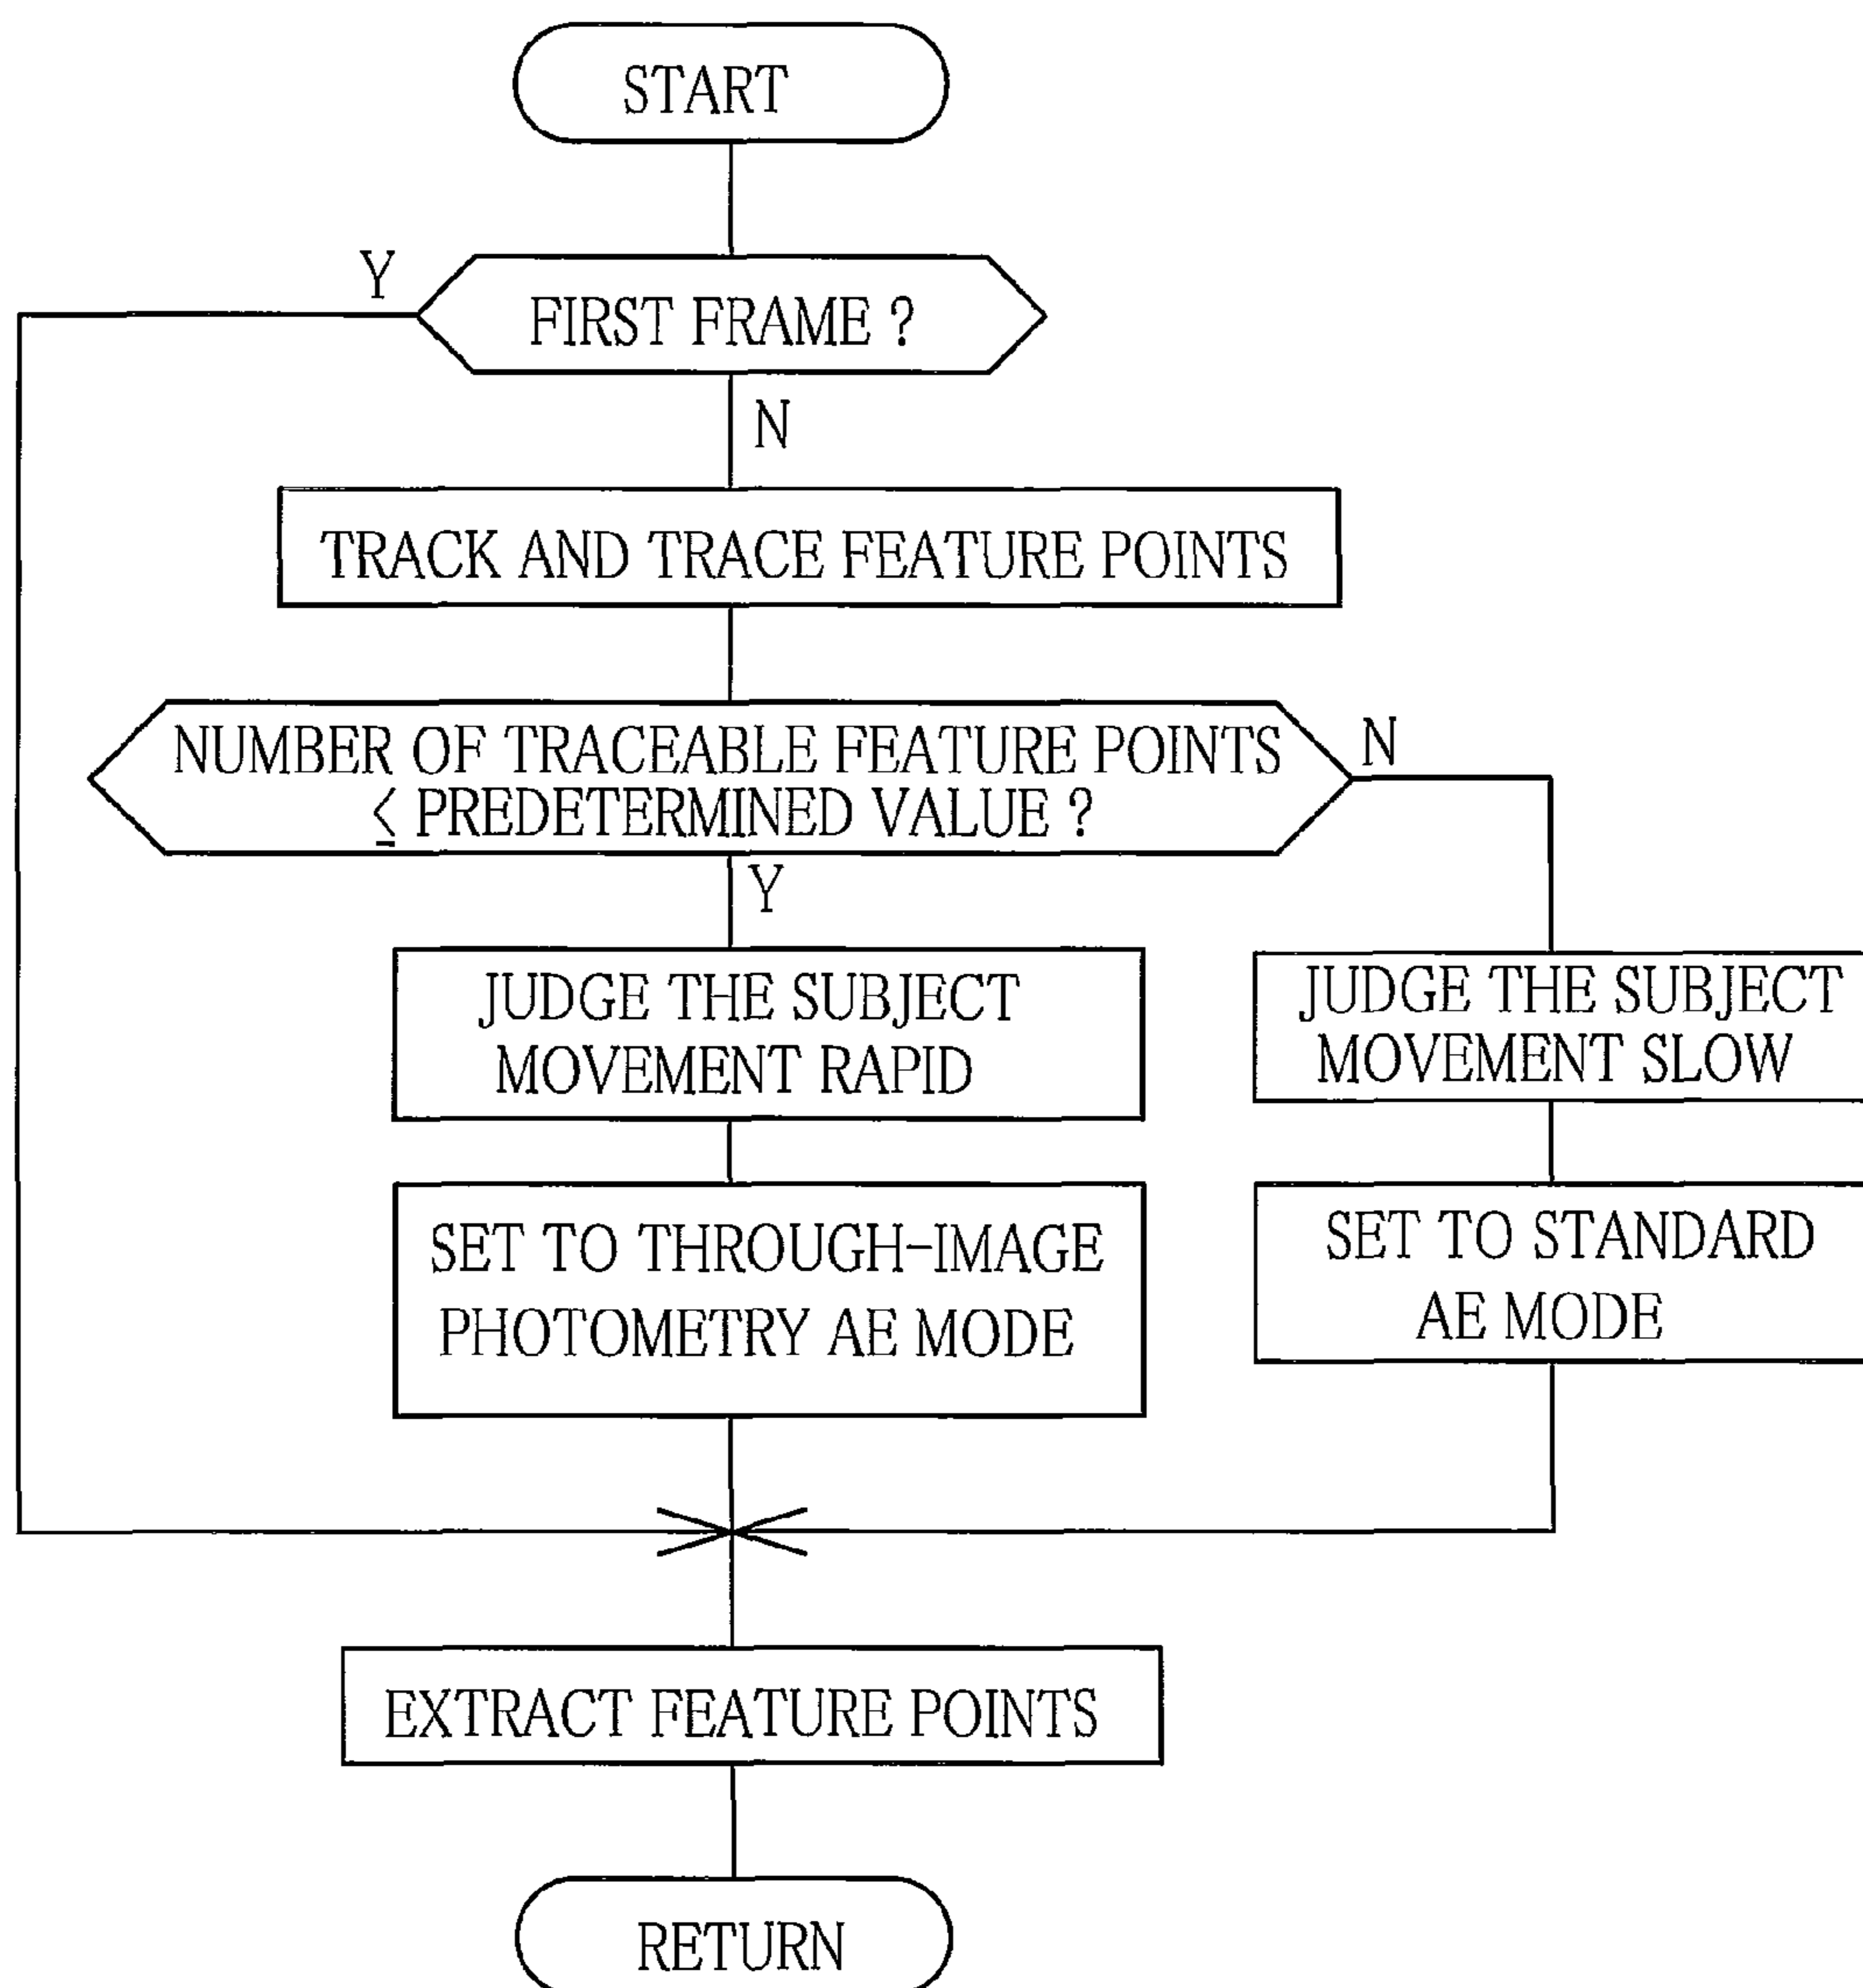 START
Y
FIRST FRAME ?
N
TRACK AND TRACE FEATURE POINTS
NUMBER OF TRACEABLE FEATURE POINTS
≤ PREDETERMINED VALUE ?
N
Y
JUDGE THE SUBJECT
MOVEMENT RAPID
JUDGE THE SUBJECT
MOVEMENT SLOW
SET TO THROUGH-IMAGE
PHOTOMETRY AE MODE
SET TO STANDARD
AE MODE
EXTRACT FEATURE POINTS
RETURN